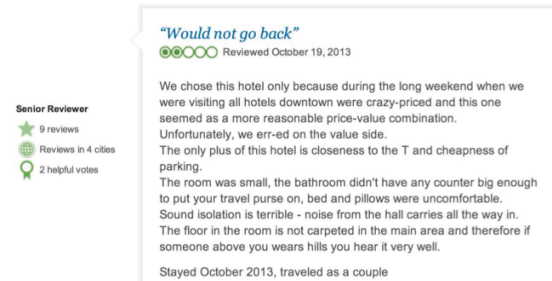 “Would not go back”
Reviewed October 19, 2013
We chose this hotel only because during the long weekend when we
were visiting all hotels downtown were crazy-priced and this one
seemed as a more reasonable price-value combination.
Unfortunately, we err-ed on the value side.
The only plus of this hotel is closeness to the T and cheapness of
parking.
The room was small, the bathroom didn't have any counter big enough
to put your travel purse on, bed and pillows were uncomfortable.
Sound isolation is terrible - noise from the hall carries all the way in.
The floor in the room is not carpeted in the main area and therefore if
someone above you wears hills you hear it very well.
Stayed October 2013, traveled as a couple
Senior Reviewer
9 reviews
Reviews in 4 cities
2 helpful votes